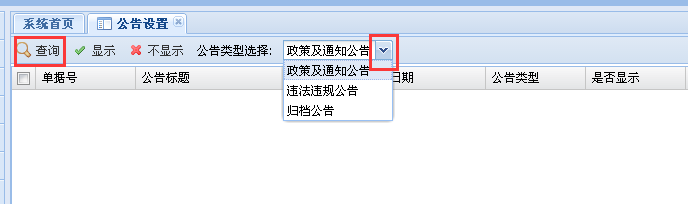 系统首页 公告设置
查询 显示 不显示 公告类型选择: 政策及通知公告
单据号 公告标题 日期 公告类型 是否显示
政策及通知公告
违法违规公告
归档公告